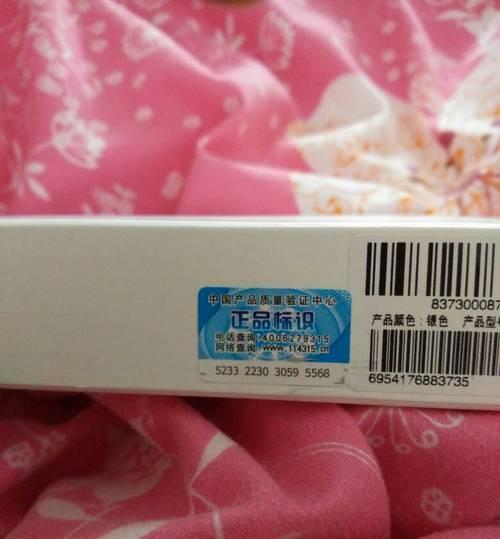 中国产品质量验证中心
正品标识
电话查询:4006279315
网络查询:www.114315.cn
5233 2230 3059 5568
83730008
产品颜色：银色 产品型号
6954176883735